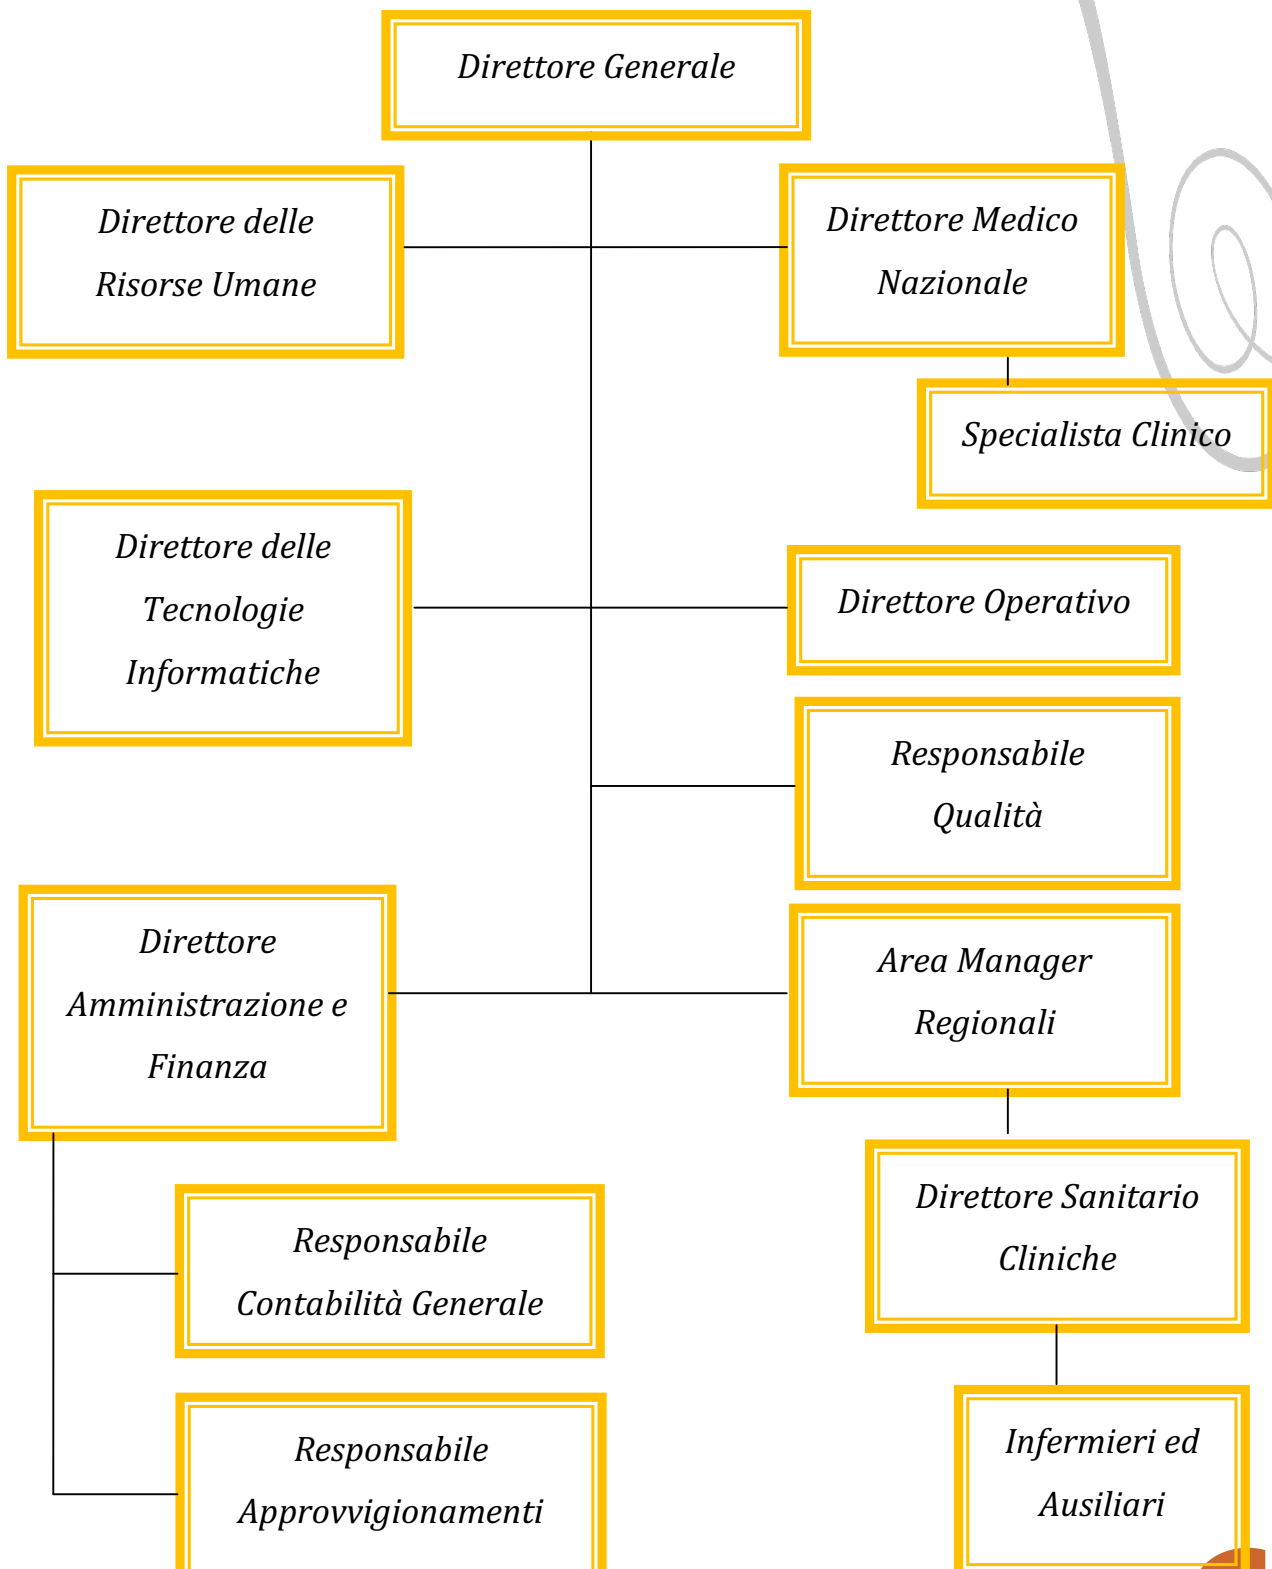 Direttore Generale
Direttore delle
Risorse Umane
Direttore Medico
Nazionale
Specialista Clinico
Direttore delle
Tecnologie
Informatiche
Direttore Operativo
Responsabile
Qualità
Direttore
Amministrazione e
Finanza
Area Manager
Regionali
Direttore Sanitario
Cliniche
Responsabile
Contabilità Generale
Responsabile
Approvvigionamenti
Infermieri ed
Ausiliari